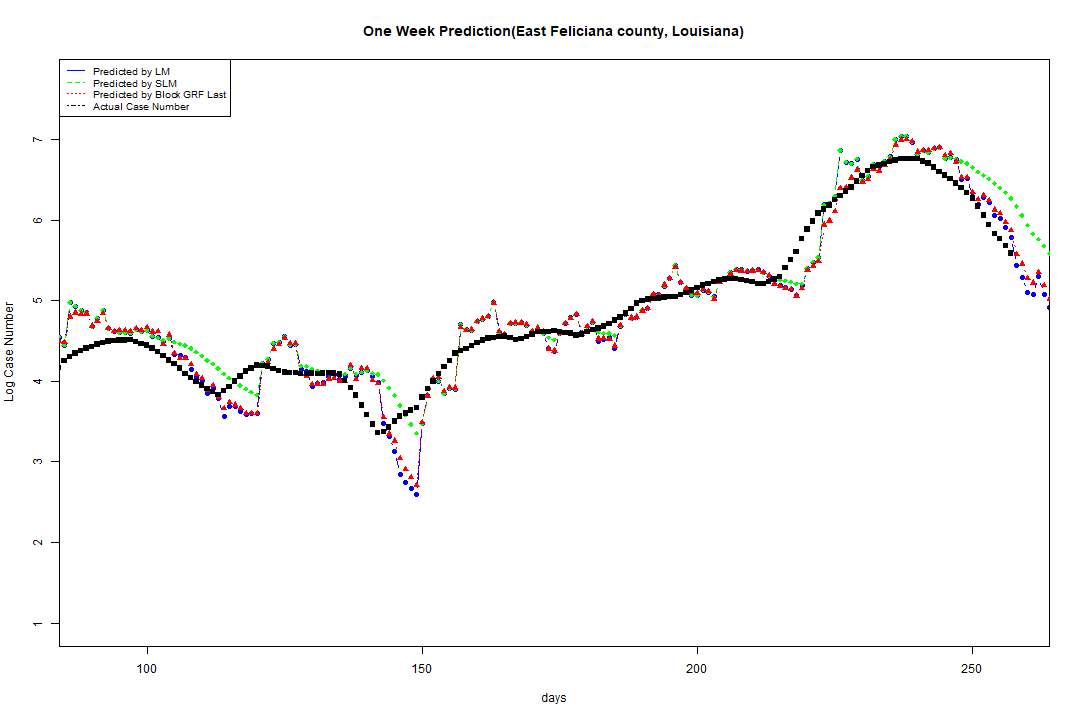 One Week Prediction(East Feliciana county, Louisiana)
Predicted by LM
Predicted by SLM
Predicted by Block GRF Last
Actual Case Number
Log Case Number
7
6
5
4
3
2
1
100 150 200 250
days